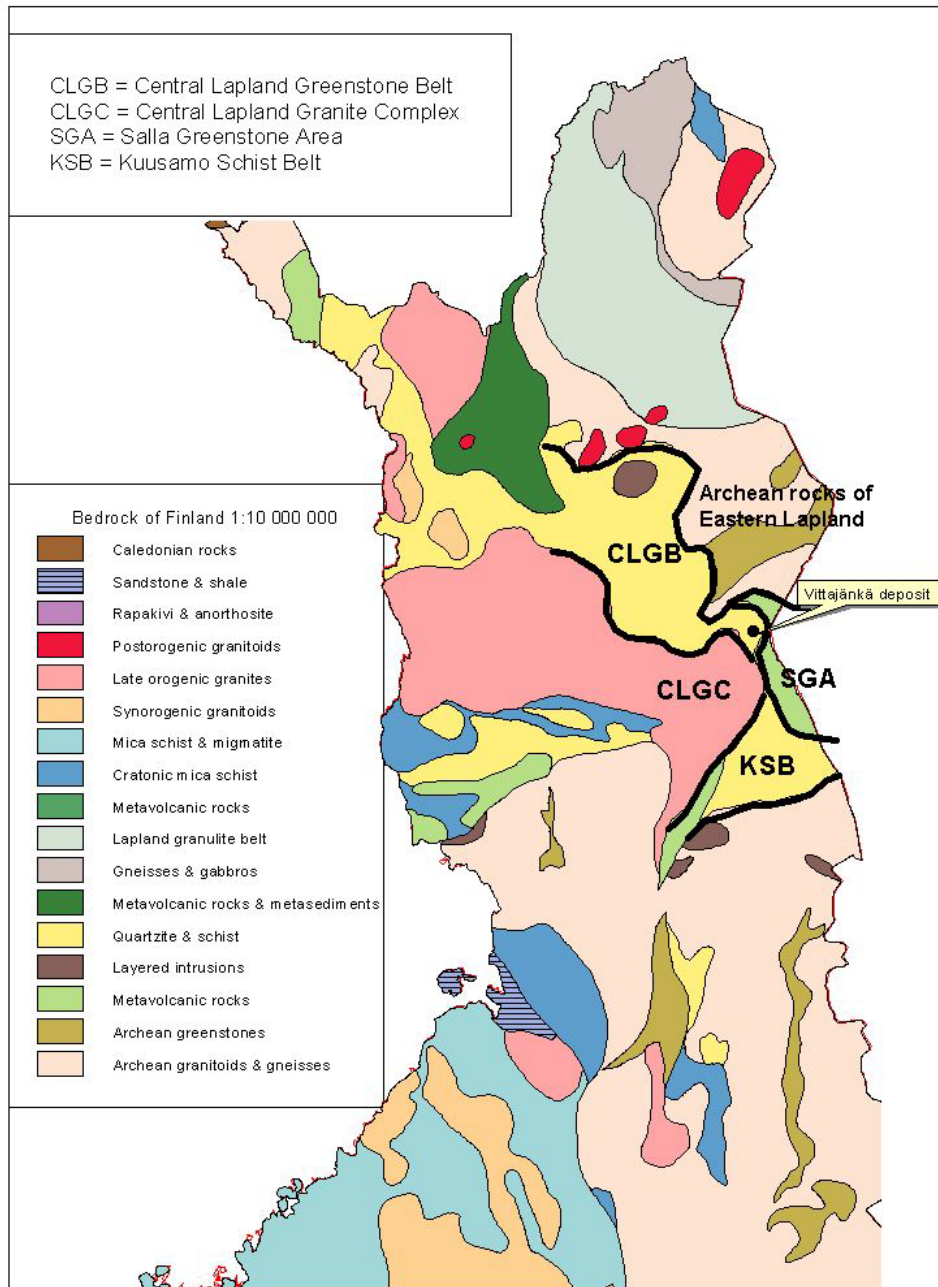 CLGB = Central Lapland Greenstone Belt
CLGC = Central Lapland Granite Complex
SGA = Salla Greenstone Area
KSB = Kuusamo Schist Belt
Archean rocks of
Eastern Lapland
CLGB
Vittajänkä deposit
SGA
CLGC
KSB
Bedrock of Finland 1:10 000 000
Caledonian rocks
Sandstone & shale
Rapakivi & anorthosite
Postorogenic granitoids
Late orogenic granites
Synorogenic granitoids
Mica schist & migmatite
Cratonic mica schist
Metavolcanic rocks
Lapland granulite belt
Gneisses & gabbros
Metavolcanic rocks & metasediments
Quartzite & schist
Layered intrusions
Metavolcanic rocks
Archean greenstones
Archean granitoids & gneisses